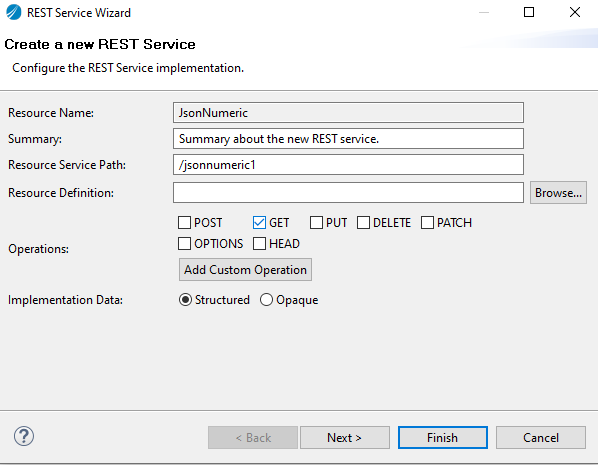 REST Service Wizard
Create a new REST Service
Configure the REST Service implementation.
Resource Name: JsonNumeric
Summary: Summary about the new REST service.
Resource Service Path: /jsonnumeric1
Resource Definition: Browse...
POST GET PUT DELETE PATCH
Operations:
OPTIONS HEAD
Add Custom Operation
Implementation Data: Structured Opaque
? < Back Next > Finish Cancel